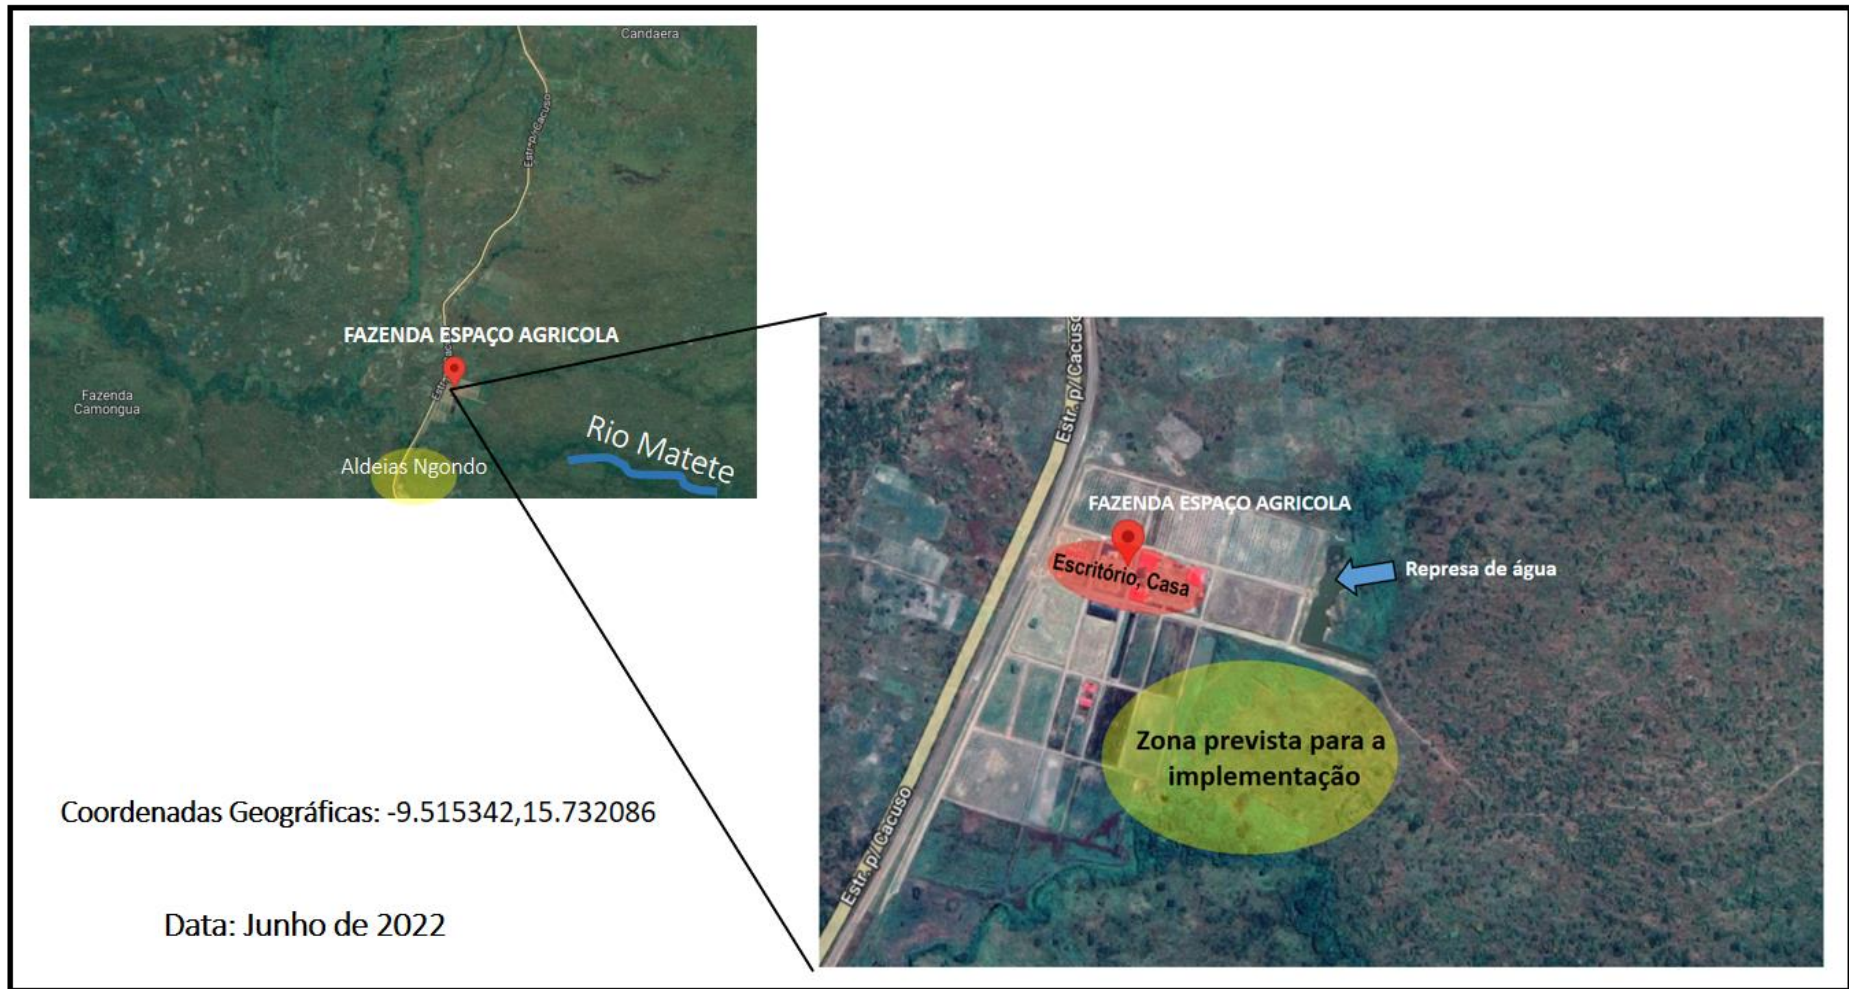 Candaera
Estr. p/ Cacuso
FAZENDA ESPAÇO AGRICOLA
Fazenda
Camongua
Rio Matete
Aldeias Ngondo
Estr. p/ Cacuso
FAZENDA ESPAÇO AGRICOLA
Escritório, Casa
Represa de água
Zona prevista para a
implementação
Estr. p/ Cacuso
Coordenadas Geográficas: -9.515342,15.732086
Data: Junho de 2022